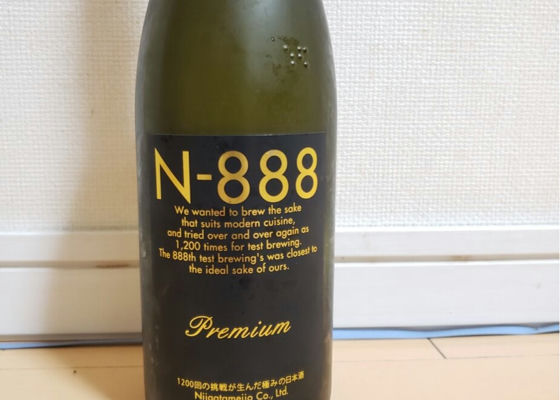 N-888
We wanted to brew the sake
that suits modern cuisine,
and tried over and over again as
1,200 times for test brewing.
The 888th test brewing's was closest to
the ideal sake of ours.
Premium
1200回の挑戦が生んだ極みの日本酒
Niigatameijo Co., Ltd.